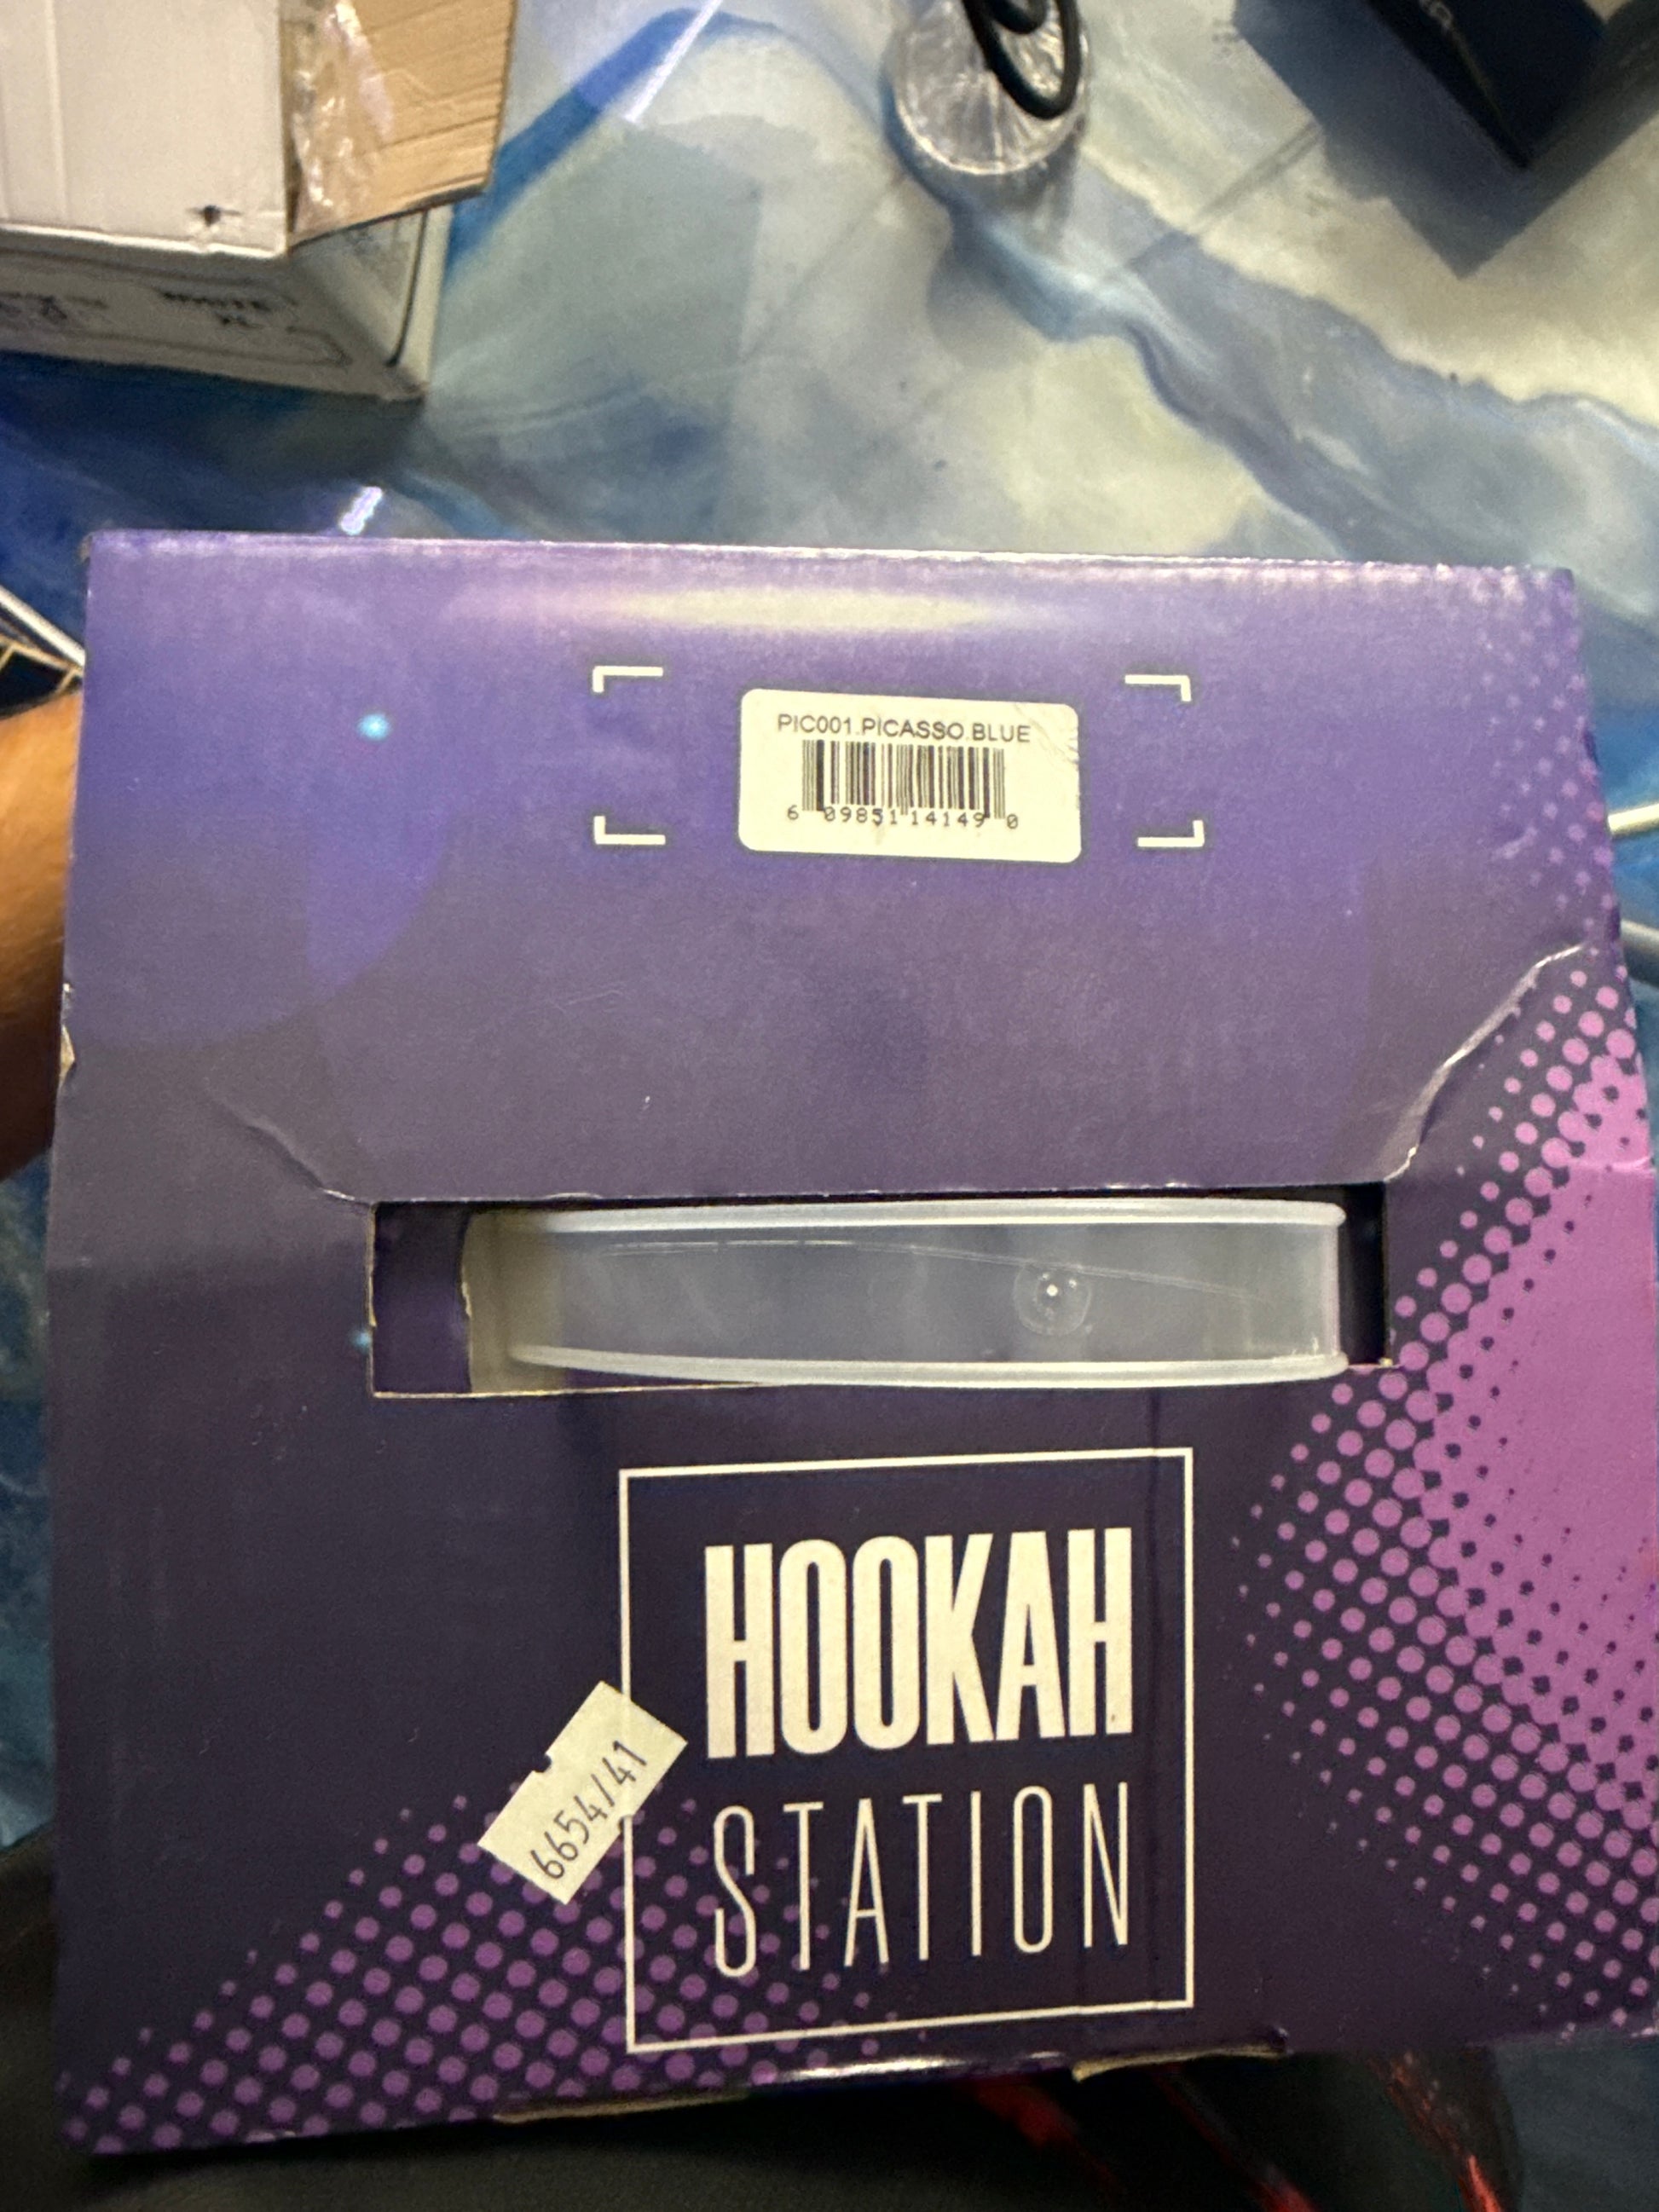 PIC001.PICASSO.BLUE
6 09851 14149 0
HOOKAH
STATION
6654/41